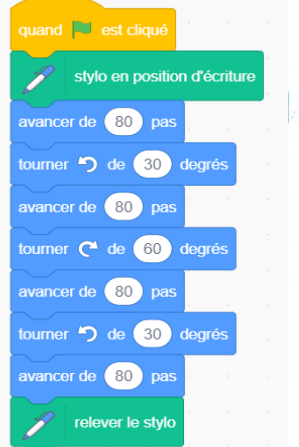 quand est cliqué
stylo en position d'écriture
avancer de 80 pas
tourner de 30 degrés
avancer de 80 pas
tourner de 60 degrés
avancer de 80 pas
tourner de 30 degrés
avancer de 80 pas
relever le stylo